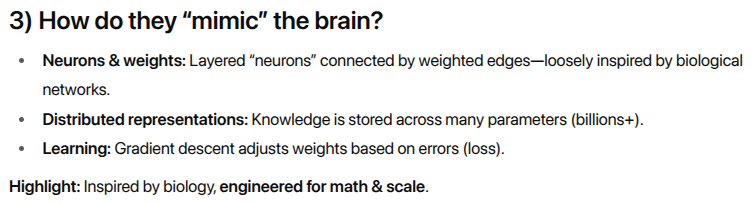 3) How do they “mimic” the brain?
• Neurons & weights: Layered “neurons” connected by weighted edges—loosely inspired by biological
networks.
• Distributed representations: Knowledge is stored across many parameters (billions+).
• Learning: Gradient descent adjusts weights based on errors (loss).
Highlight: Inspired by biology, engineered for math & scale.